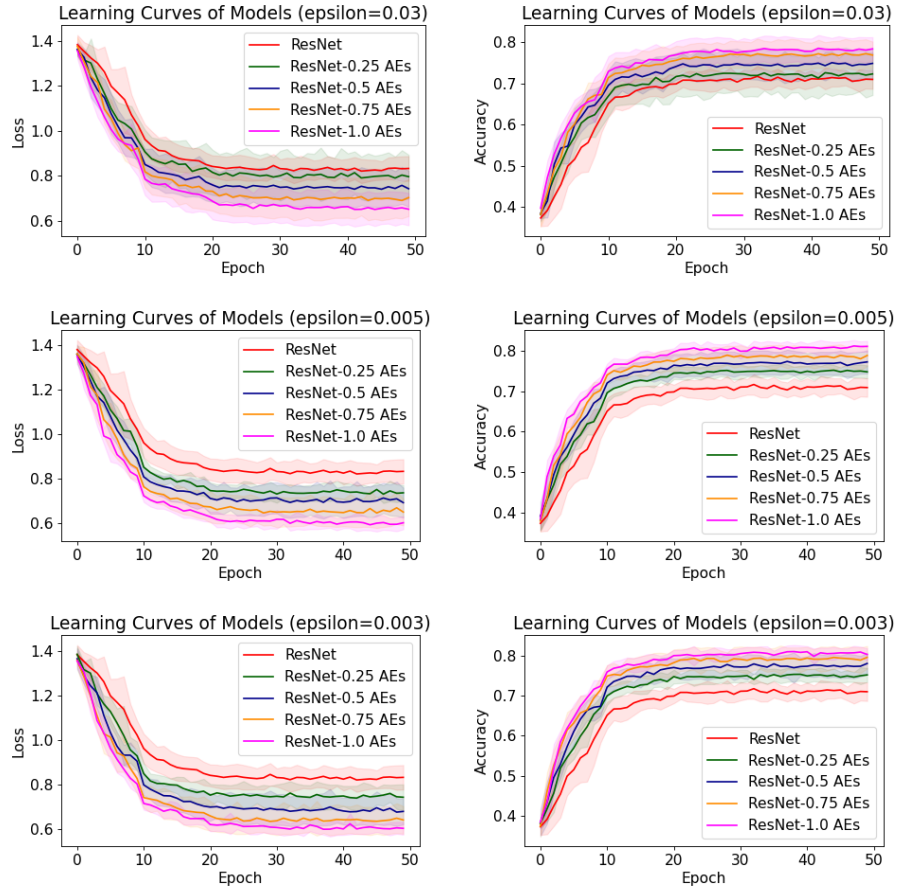 Learning Curves of Models (epsilon=0.03)
1.4
1.2
1.0
0.8
0.6
Loss
0
10
20
30
40
50
Epoch
ResNet
ResNet-0.25 AEs
ResNet-0.5 AEs
ResNet-0.75 AEs
ResNet-1.0 AEs
Learning Curves of Models (epsilon=0.03)
0.8
0.7
0.6
0.5
0.4
Accuracy
0
10
20
30
40
50
Epoch
ResNet
ResNet-0.25 AEs
ResNet-0.5 AEs
ResNet-0.75 AEs
ResNet-1.0 AEs
Learning Curves of Models (epsilon=0.005)
1.4
1.2
1.0
0.8
0.6
Loss
0
10
20
30
40
50
Epoch
ResNet
ResNet-0.25 AEs
ResNet-0.5 AEs
ResNet-0.75 AEs
ResNet-1.0 AEs
Learning Curves of Models (epsilon=0.005)
0.8
0.7
0.6
0.5
0.4
Accuracy
0
10
20
30
40
50
Epoch
ResNet
ResNet-0.25 AEs
ResNet-0.5 AEs
ResNet-0.75 AEs
ResNet-1.0 AEs
Learning Curves of Models (epsilon=0.003)
1.4
1.2
1.0
0.8
0.6
Loss
0
10
20
30
40
50
Epoch
ResNet
ResNet-0.25 AEs
ResNet-0.5 AEs
ResNet-0.75 AEs
ResNet-1.0 AEs
Learning Curves of Models (epsilon=0.003)
0.8
0.7
0.6
0.5
0.4
Accuracy
0
10
20
30
40
50
Epoch
ResNet
ResNet-0.25 AEs
ResNet-0.5 AEs
ResNet-0.75 AEs
ResNet-1.0 AEs